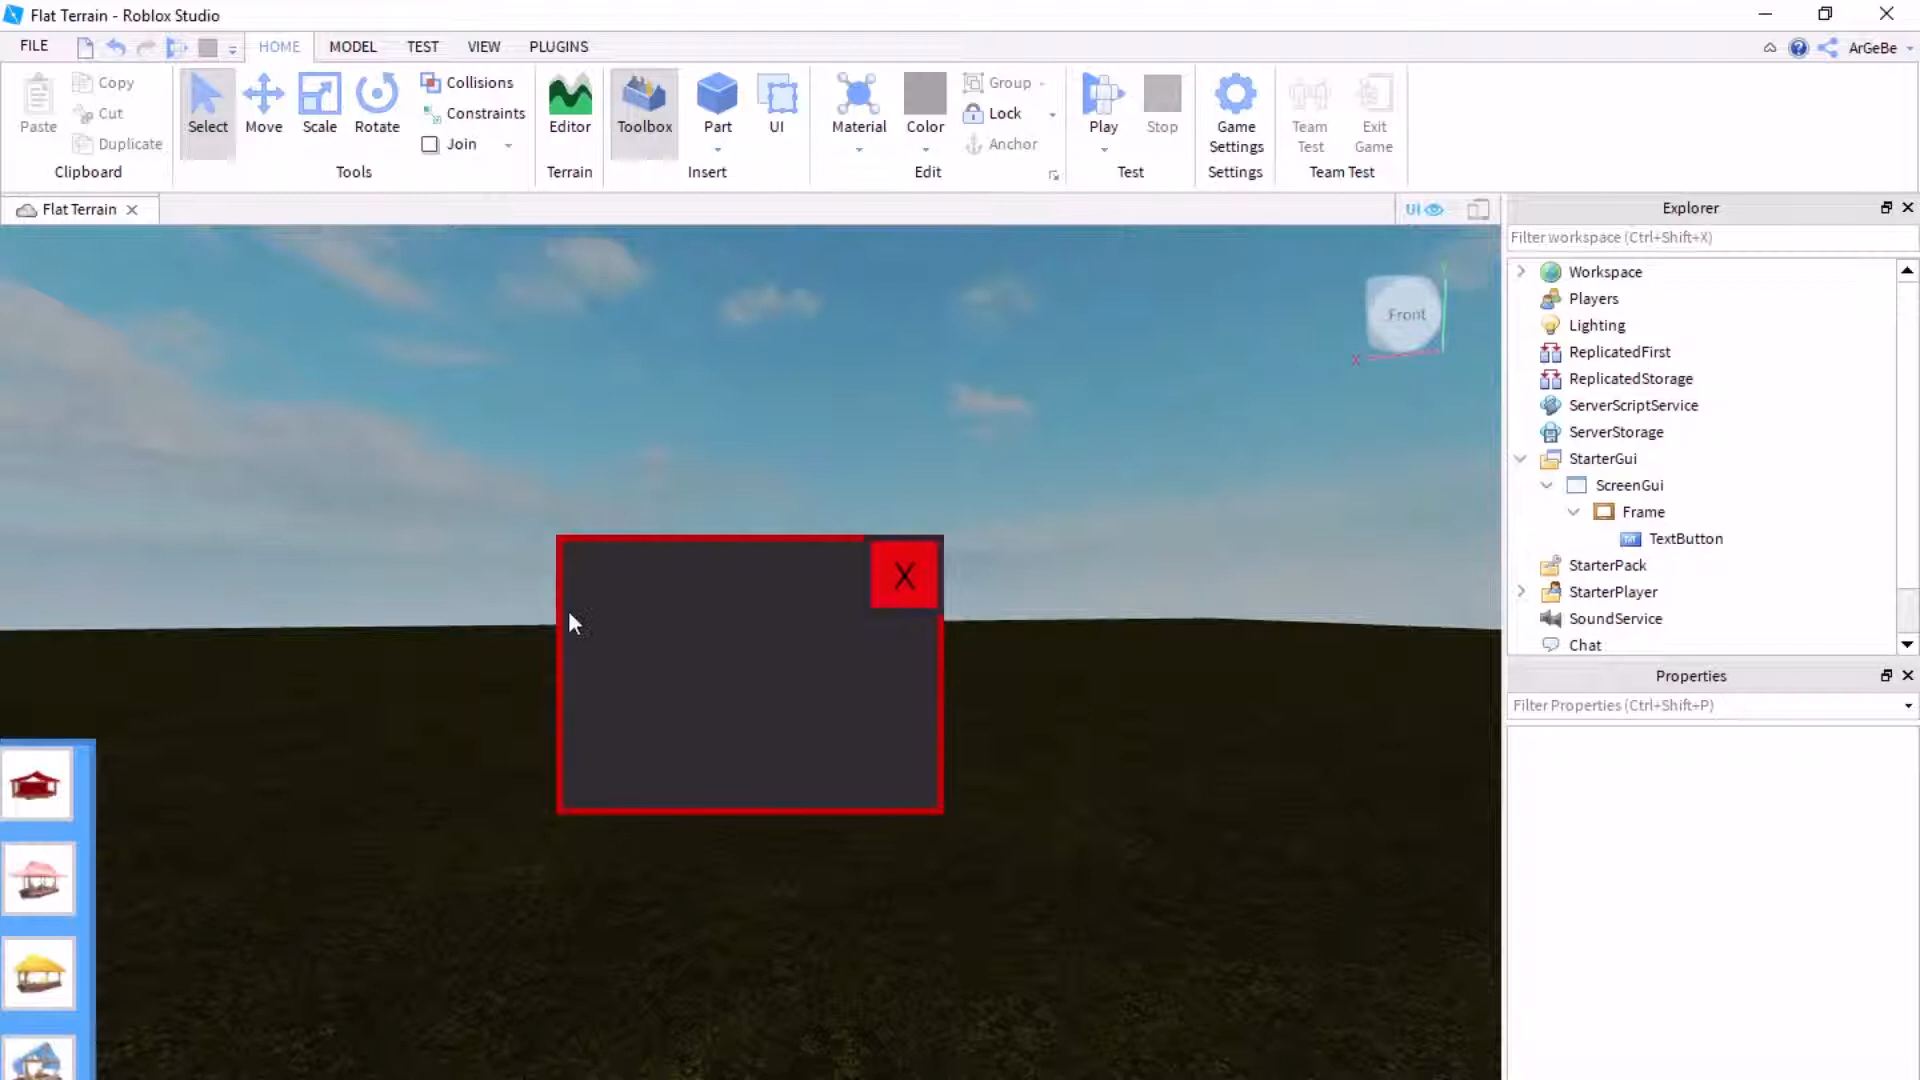 Flat Terrain - Roblox Studio
FILE HOME MODEL TEST VIEW PLUGINS ArGeBe
Paste Copy Cut Duplicate Clipboard
Select Move Scale Rotate Collisions Constraints Join Tools
Editor Terrain
Toolbox Part UI Insert
Material Color Group Lock Anchor Edit
Play Stop Test
Game Settings Settings
Team Test Exit Game Team Test
Flat Terrain
UI
Front
X
X
Explorer
Filter workspace (Ctrl+Shift+X)
Workspace
Players
Lighting
ReplicatedFirst
ReplicatedStorage
ServerScriptService
ServerStorage
StarterGui
ScreenGui
Frame
TextButton
StarterPack
StarterPlayer
SoundService
Chat
Properties
Filter Properties (Ctrl+Shift+P)